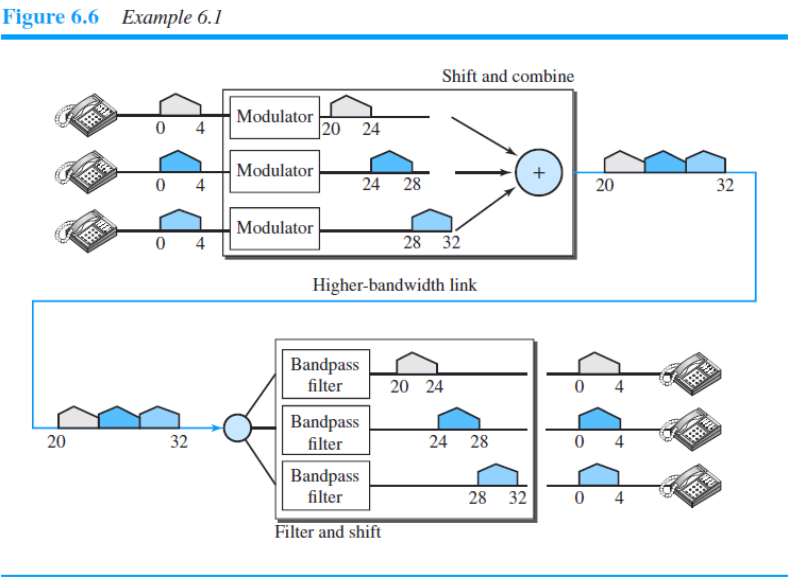 Figure 6.6 Example 6.1
Shift and combine
0 4 Modulator 20 24
0 4 Modulator 24 28
+
20 32
0 4 Modulator 28 32
Higher-bandwidth link
Bandpass
filter
20 24
0 4
20 32
Bandpass
filter
24 28
0 4
Bandpass
filter
28 32
0 4
Filter and shift